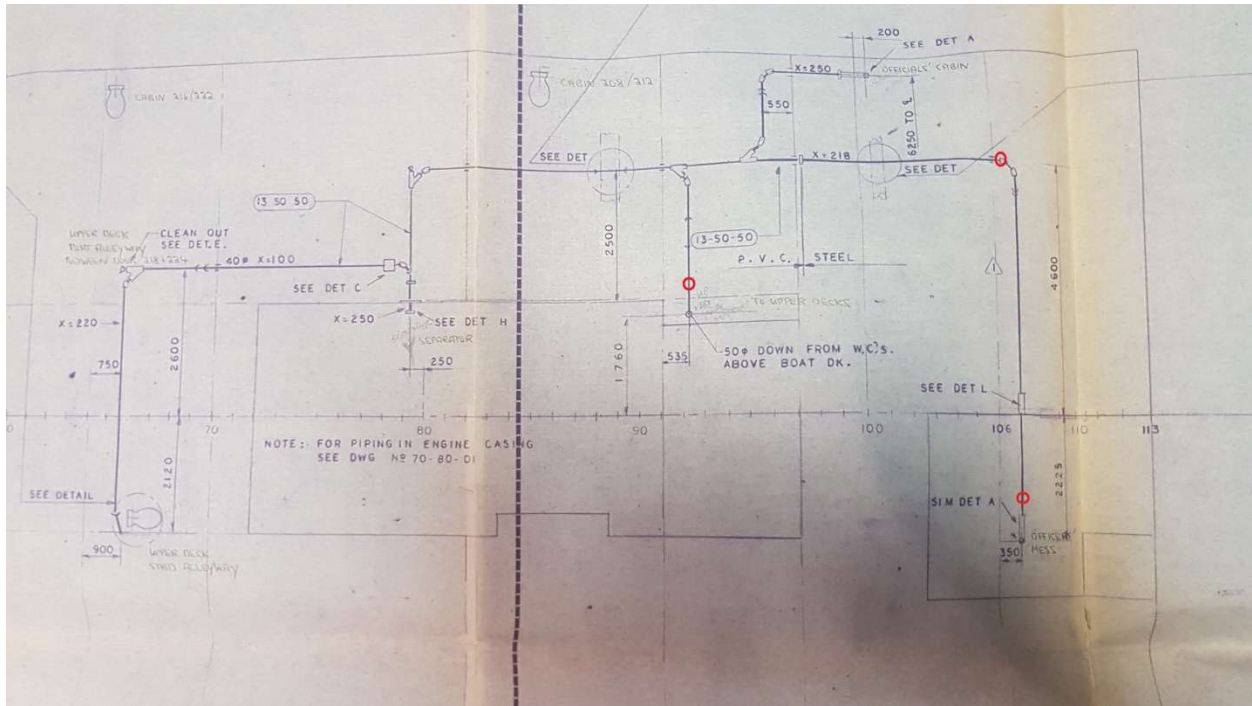 200
SEE DET A
X=250
OFFICIALS' CABIN
CABIN 216/222
CABIN 208/212
550
6250 TO ℄
SEE DET
X=218
SEE DET
13 50 50
2500
UPPER DECK
PORT ALLEYWAY
CLEAN OUT
SEE DET.E.
40φ X=100
13-50-50
P.V.C.
STEEL
4600
1
SEE DET C
TO UPPER DECKS
X=250
SEE DET H
SEPARATOR
X=220
2600
750
250
1760
535
50φ DOWN FROM W.C's.
ABOVE BOAT DK.
SEE DET L
70
80
90
100
106
110
113
NOTE: FOR PIPING IN ENGINE CASING
SEE DWG Nº 70-80-01
2120
2225
SEE DETAIL
SIM DET A
OFFICERS'
MESS
350
900
UPPER DECK
STBD ALLEYWAY